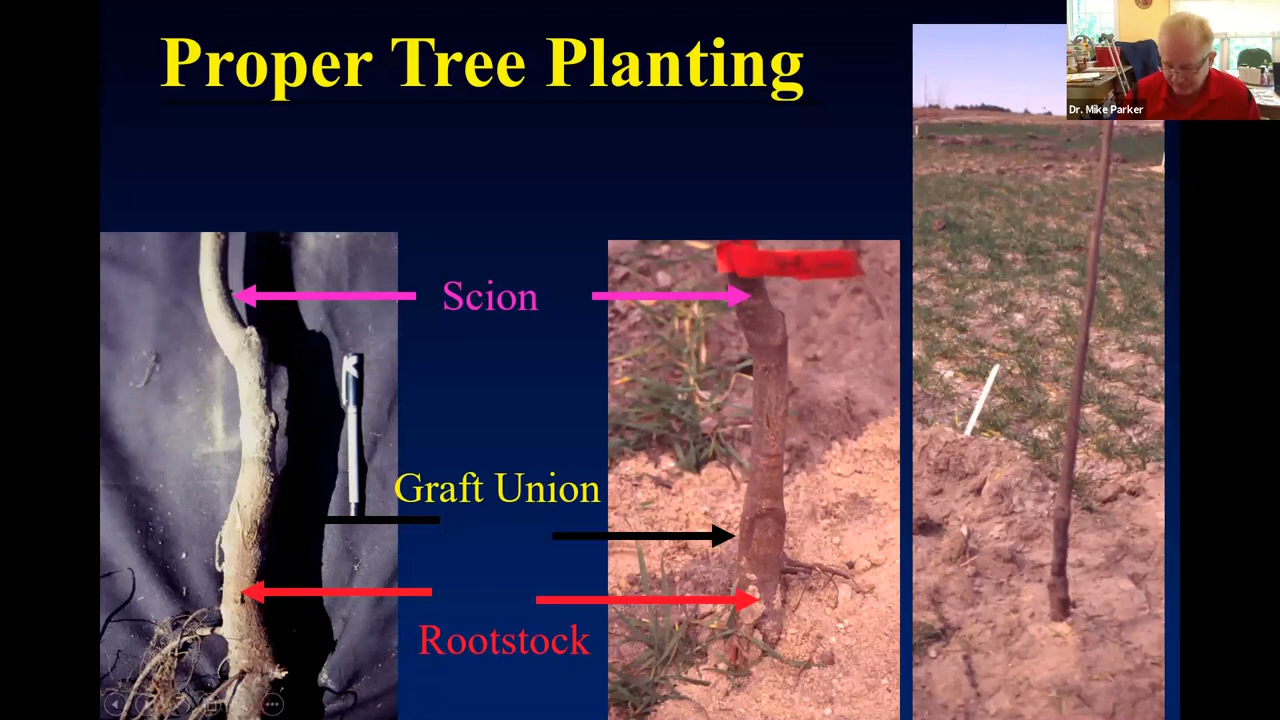 Proper Tree Planting
Dr. Mike Parker
Scion
Graft Union
Rootstock